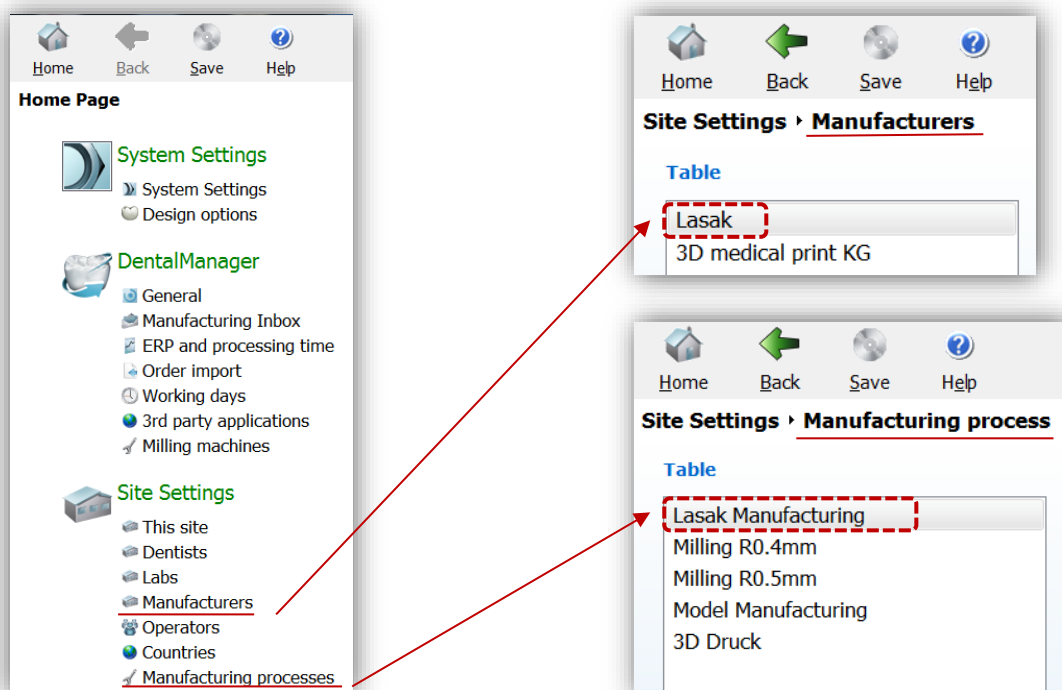 Home Back Save Help
Home Page
System Settings
System Settings
Design options
DentalManager
General
Manufacturing Inbox
ERP and processing time
Order import
Working days
3rd party applications
Milling machines
Site Settings
This site
Dentists
Labs
Manufacturers
Operators
Countries
Manufacturing processes
Home Back Save Help
Site Settings Manufacturers
Table
Lasak
3D medical print KG
Home Back Save Help
Site Settings Manufacturing process
Table
Lasak Manufacturing
Milling R0.4mm
Milling R0.5mm
Model Manufacturing
3D Druck